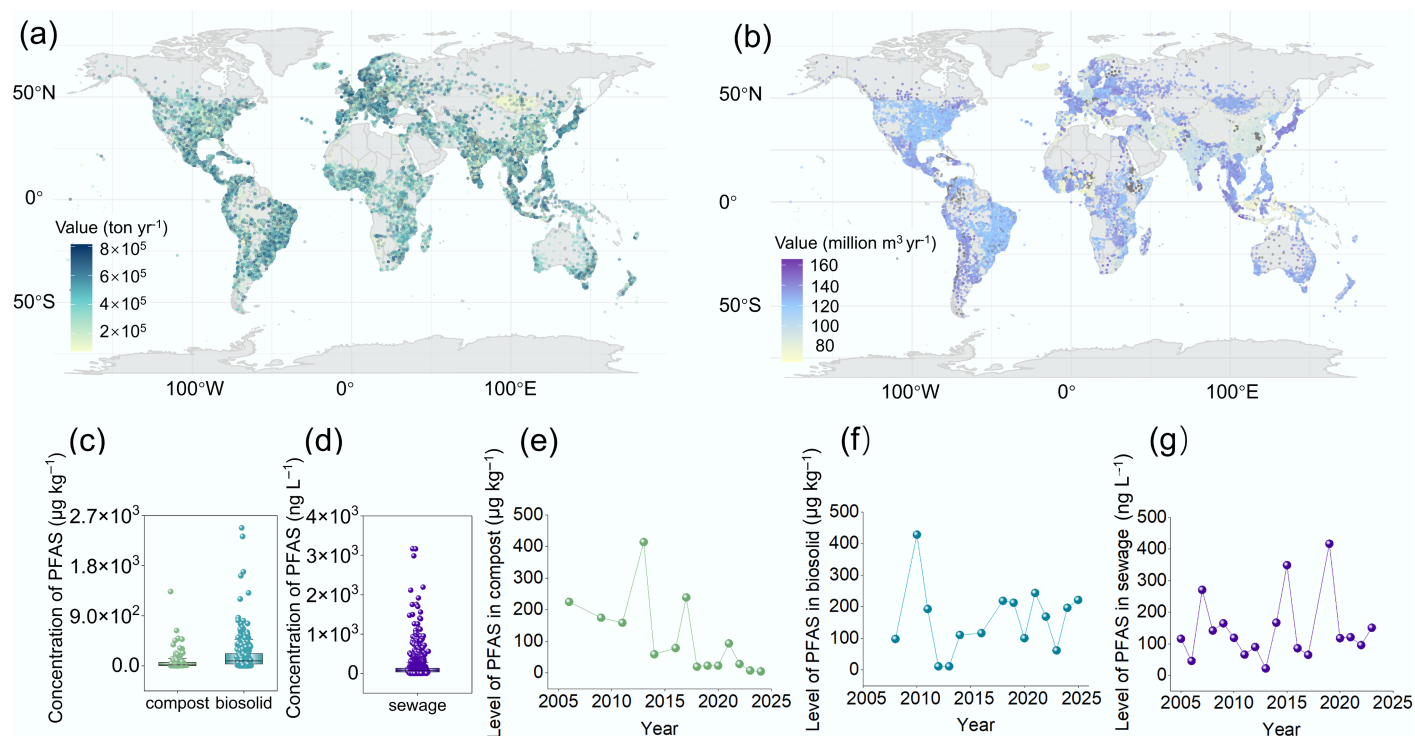 (a)
50°N
0°
50°S
Value (ton yr⁻¹)
8×10⁵
6×10⁵
4×10⁵
2×10⁵
100°W
0°
100°E
(b)
50°N
0°
50°S
Value (million m³ yr⁻¹)
160
140
120
100
80
100°W
0°
100°E
(c)
Concentration of PFAS (µg kg⁻¹)
2.7×10³
1.8×10³
9.0×10²
0.0
compost biosolid
(d)
Concentration of PFAS (ng L⁻¹)
4×10³
3×10³
2×10³
1×10³
0
sewage
(e)
Level of PFAS in compost (µg kg⁻¹)
500
400
300
200
100
0
2005 2010 2015 2020 2025
Year
(f)
Level of PFAS in biosolid (µg kg⁻¹)
500
400
300
200
100
0
2005 2010 2015 2020 2025
Year
(g)
Level of PFAS in sewage (ng L⁻¹)
500
400
300
200
100
0
2005 2010 2015 2020 2025
Year